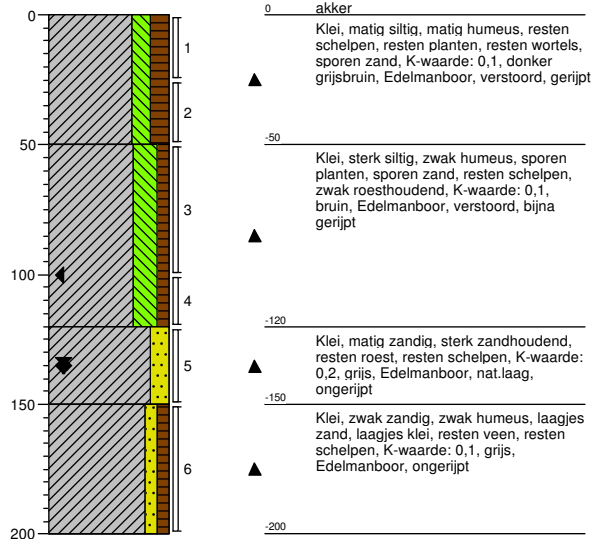 0
50
100
150
200
1
2
3
4
5
6
0
akker
Klei, matig siltig, matig humeus, resten
schelpen, resten planten, resten wortels,
sporen zand, K-waarde: 0,1, donker
grijsbruin, Edelmanboor, verstoord, gerijpt
-50
Klei, sterk siltig, zwak humeus, sporen
planten, sporen zand, resten schelpen,
zwak roesthoudend, K-waarde: 0,1,
bruin, Edelmanboor, verstoord, bijna
gerijpt
-120
Klei, matig zandig, sterk zandhoudend,
resten roest, resten schelpen, K-waarde:
0,2, grijs, Edelmanboor, nat.laag,
ongerijpt
-150
Klei, zwak zandig, zwak humeus, laagjes
zand, laagjes klei, resten veen, resten
schelpen, K-waarde: 0,1, grijs,
Edelmanboor, ongerijpt
-200